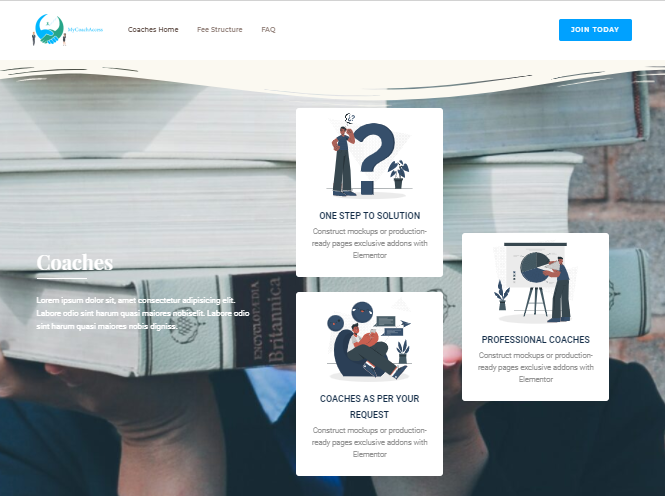 MyCoachAccess
Coaches Home
Fee Structure
FAQ
JOIN TODAY
Coaches
Lorem ipsum dolor sit, amet consectetur adipisicing elit.
Labore odio sint harum quasi maiores nobiselit. Labore odio
sint harum quasi maiores nobis digniss.
ENCYCLOPEDIA
Britannica
ONE STEP TO SOLUTION
Construct mockups or production-
ready pages exclusive addons with
Elementor
COACHES AS PER YOUR
REQUEST
Construct mockups or production-
ready pages exclusive addons with
Elementor
PROFESSIONAL COACHES
Construct mockups or production-
ready pages exclusive addons with
Elementor